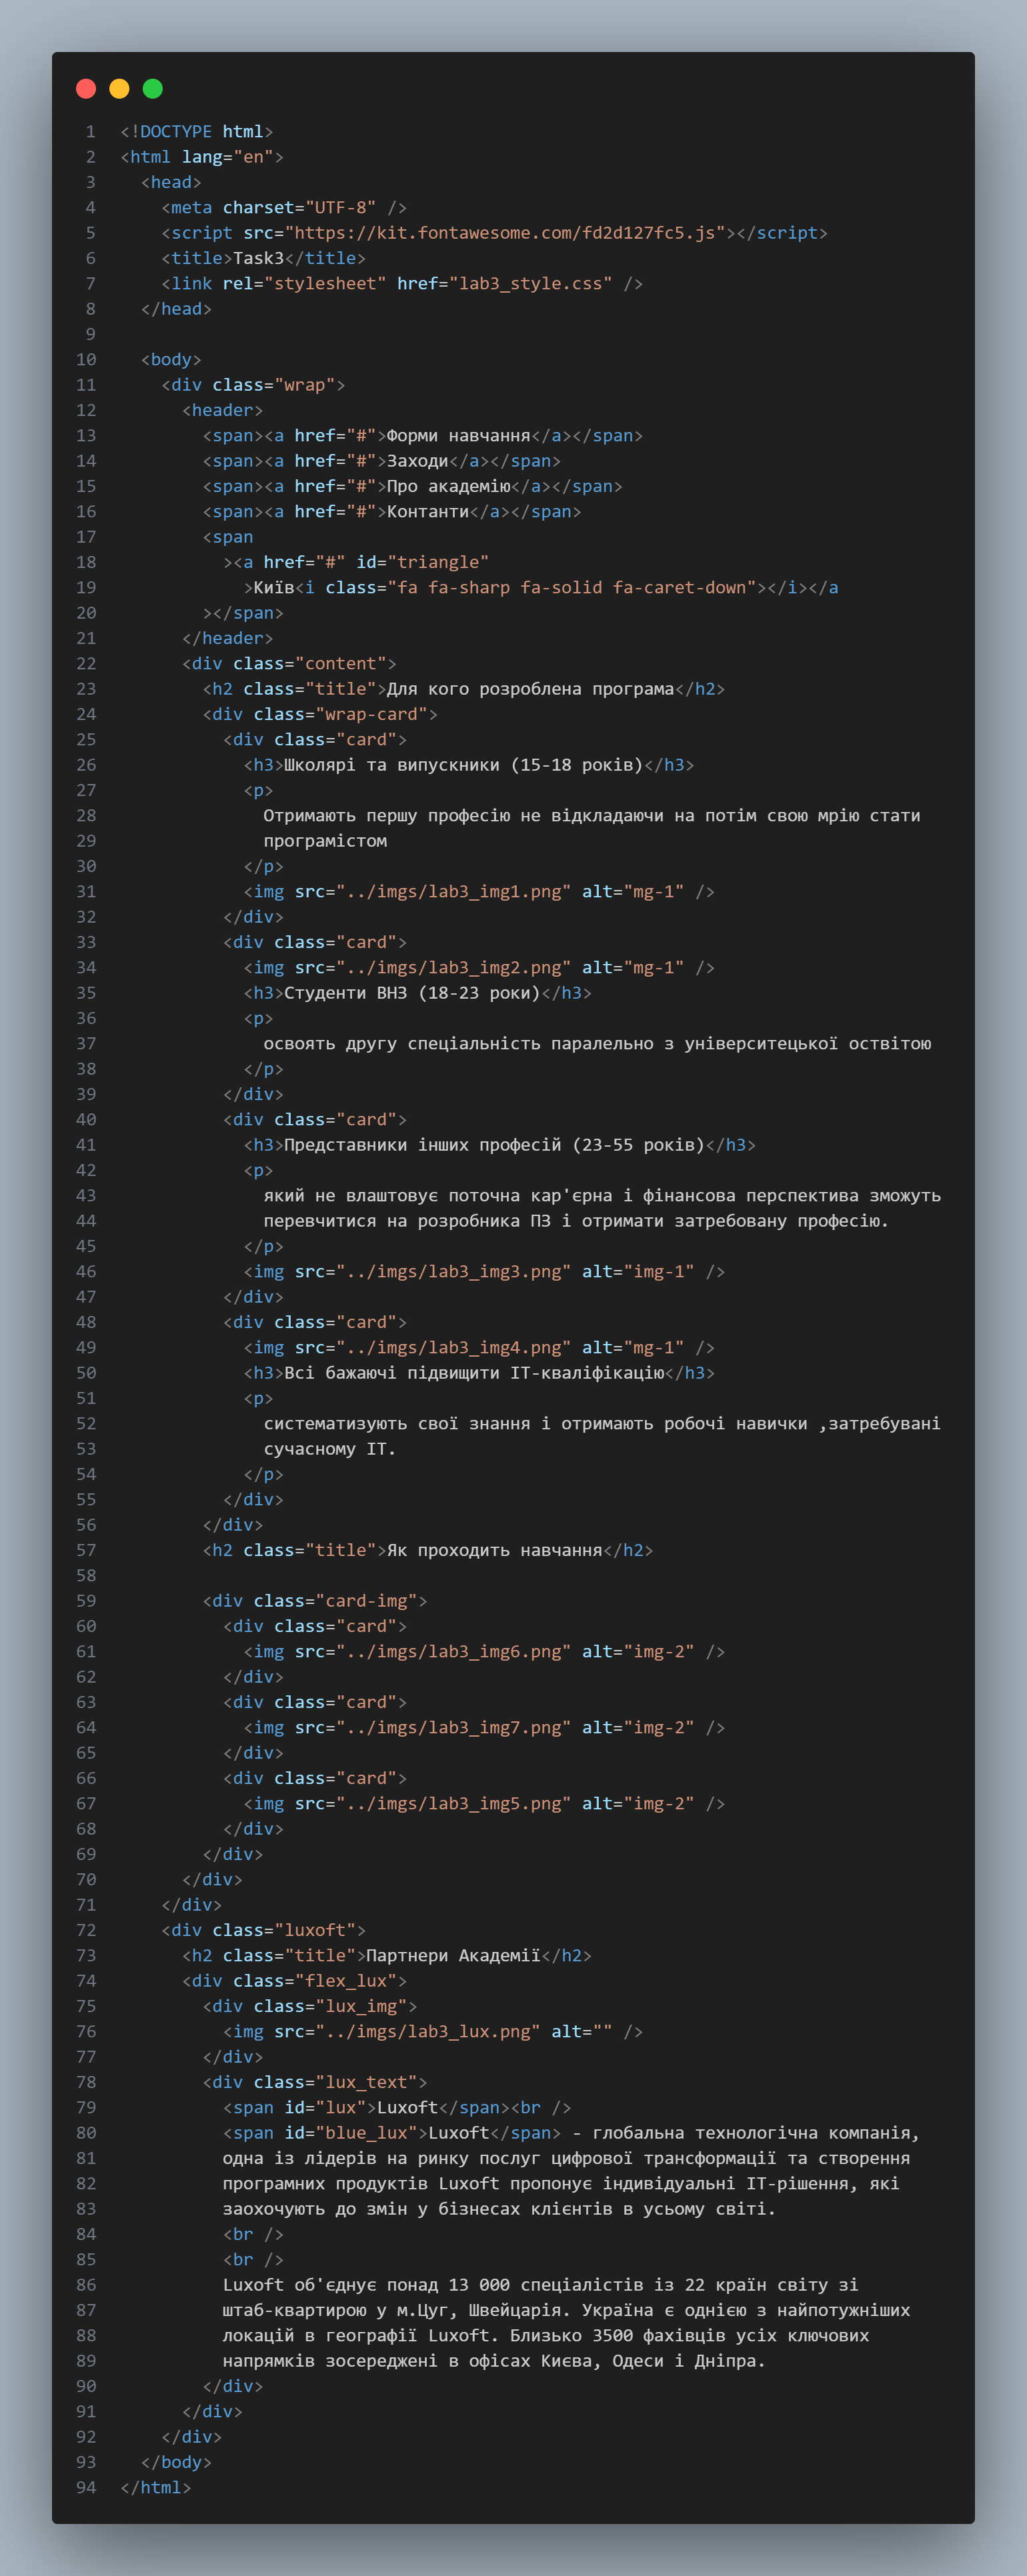 1 <!DOCTYPE html>
2 <html lang="en">
3   <head>
4     <meta charset="UTF-8" />
5     <script src="https://kit.fontawesome.com/fd2d127fc5.js"></script>
6     <title>Task3</title>
7     <link rel="stylesheet" href="lab3_style.css" />
8   </head>
9
10   <body>
11     <div class="wrap">
12       <header>
13         <span><a href="#">Форми навчання</a></span>
14         <span><a href="#">Заходи</a></span>
15         <span><a href="#">Про академію</a></span>
16         <span><a href="#">Контанти</a></span>
17         <span
18           ><a href="#" id="triangle"
19             >Київ<i class="fa fa-sharp fa-solid fa-caret-down"></i></a
20         ></span>
21       </header>
22       <div class="content">
23         <h2 class="title">Для кого розроблена програма</h2>
24         <div class="wrap-card">
25           <div class="card">
26             <h3>Школярі та випускники (15-18 років)</h3>
27             <p>
28               Отримають першу професію не відкладаючи на потім свою мрію стати
29               програмістом
30             </p>
31             <img src="../imgs/lab3_img1.png" alt="mg-1" />
32           </div>
33           <div class="card">
34             <img src="../imgs/lab3_img2.png" alt="mg-1" />
35             <h3>Студенти ВНЗ (18-23 роки)</h3>
36             <p>
37               освоять другу спеціальність паралельно з університецької оствітою
38             </p>
39           </div>
40           <div class="card">
41             <h3>Представники інших професій (23-55 років)</h3>
42             <p>
43               який не влаштовує поточна кар'єрна і фінансова перспектива зможуть
44               перевчитися на розробника ПЗ і отримати затребовану професію.
45             </p>
46             <img src="../imgs/lab3_img3.png" alt="img-1" />
47           </div>
48           <div class="card">
49             <img src="../imgs/lab3_img4.png" alt="mg-1" />
50             <h3>Всі бажаючі підвищити ІТ-кваліфікацію</h3>
51             <p>
52               систематизують свої знання і отримають робочі навички ,затребувані
53               сучасному ІТ.
54             </p>
55           </div>
56         </div>
57         <h2 class="title">Як проходить навчання</h2>
58
59         <div class="card-img">
60           <div class="card">
61             <img src="../imgs/lab3_img6.png" alt="img-2" />
62           </div>
63           <div class="card">
64             <img src="../imgs/lab3_img7.png" alt="img-2" />
65           </div>
66           <div class="card">
67             <img src="../imgs/lab3_img5.png" alt="img-2" />
68           </div>
69         </div>
70       </div>
71     </div>
72     <div class="luxoft">
73       <h2 class="title">Партнери Академії</h2>
74       <div class="flex_lux">
75         <div class="lux_img">
76           <img src="../imgs/lab3_lux.png" alt="" />
77         </div>
78         <div class="lux_text">
79           <span id="lux">Luxoft</span><br />
80           <span id="blue_lux">Luxoft</span> - глобальна технологічна компанія,
81           одна із лідерів на ринку послуг цифрової трансформації та створення
82           програмних продуктів Luxoft пропонує індивідуальні ІТ-рішення, які
83           заохочують до змін у бізнесах клієнтів в усьому світі.
84           <br />
85           <br />
86           Luxoft об'єднує понад 13 000 спеціалістів із 22 країн світу зі
87           штаб-квартирою у м.Цуг, Швейцарія. Україна є однією з найпотужніших
88           локацій в географії Luxoft. Близько 3500 фахівців усіх ключових
89           напрямків зосереджені в офісах Києва, Одеси і Дніпра.
90         </div>
91       </div>
92     </div>
93   </body>
94 </html>